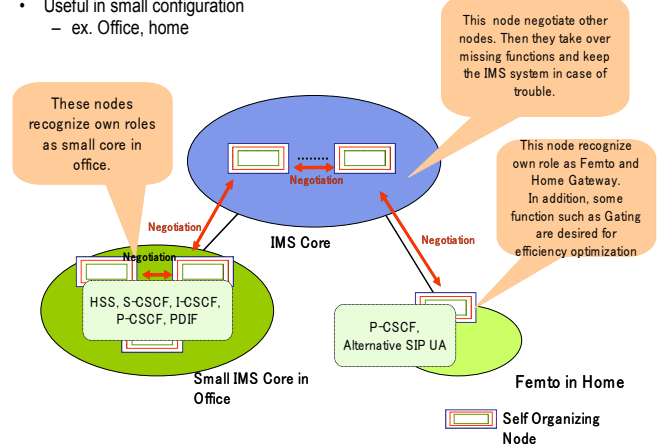 • Useful in small configuration
– ex. Office, home
This node negotiate other
nodes. Then they take over
missing functions and keep
the IMS system in case of
trouble.
These nodes
recognize own roles
as small core in
office.
This node recognize
own role as Femto and
Home Gateway.
In addition, some
function such as Gating
are desired for
efficiency optimization
Negotiation
Negotiation
Negotiation
IMS Core
Negotiation
HSS, S-CSCF, I-CSCF,
P-CSCF, PDIF
P-CSCF,
Alternative SIP UA
Small IMS Core in
Office
Femto in Home
Self Organizing
Node